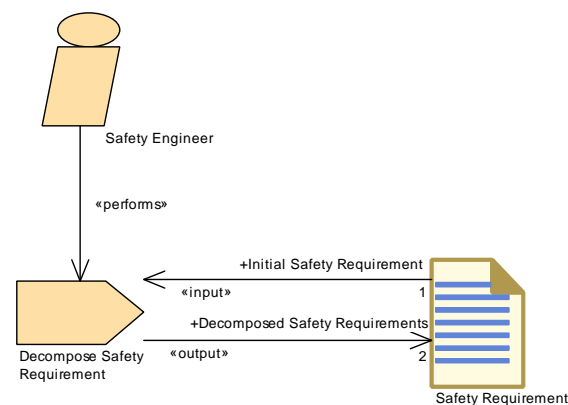 Safety Engineer
«performs»
+Initial Safety Requirement
«input»
1
+Decomposed Safety Requirements
«output»
2
Decompose Safety
Requirement
Safety Requirement